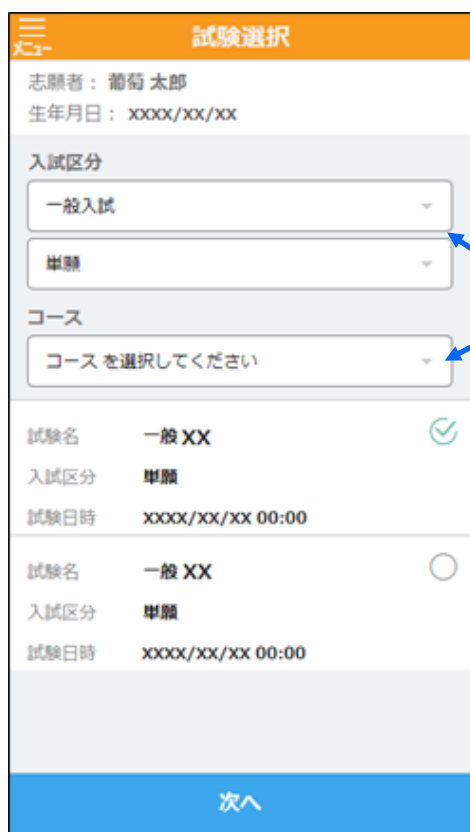 メニュー
試験選択
志願者： 葡萄 太郎
生年月日： xxxx/xx/xx
入試区分
一般入試
単願
コース
コース を選択してください
試験名 一般 XX
入試区分 単願
試験日時 xxxx/xx/xx 00:00
試験名 一般 XX
入試区分 単願
試験日時 xxxx/xx/xx 00:00
次へ